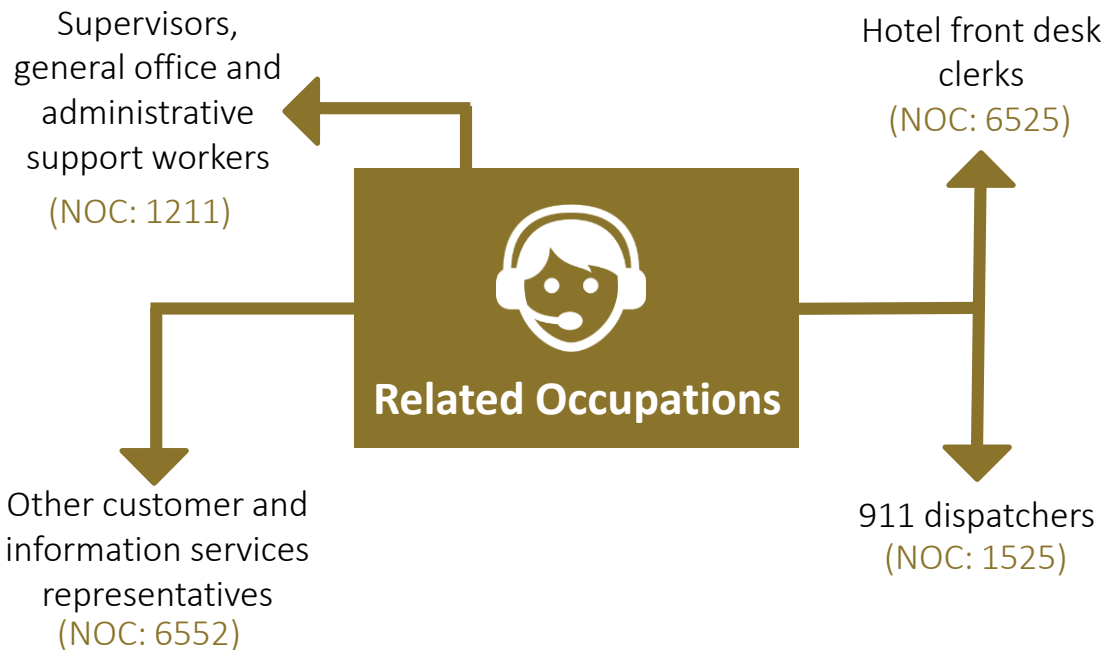 Supervisors,
general office and
administrative
support workers
(NOC: 1211)
Hotel front desk
clerks
(NOC: 6525)
Related Occupations
Other customer and
information services
representatives
(NOC: 6552)
911 dispatchers
(NOC: 1525)